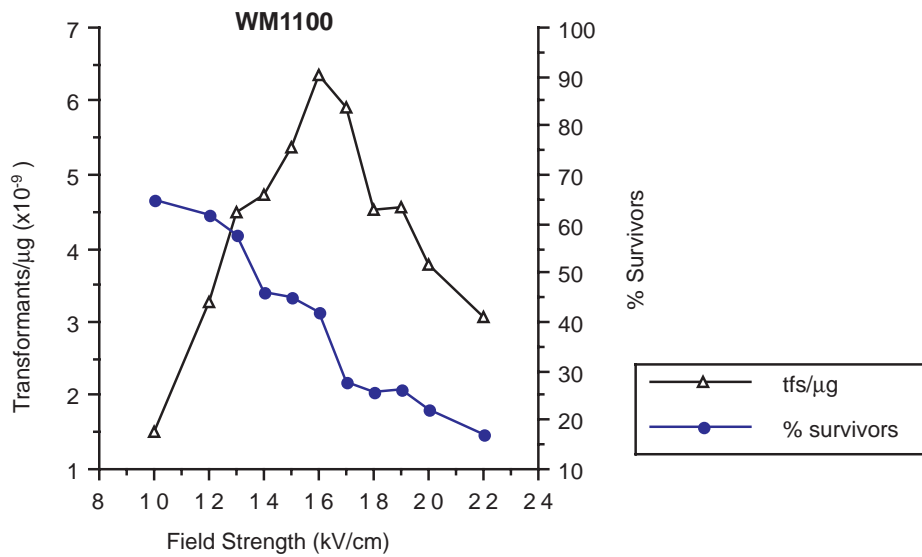 WM1100
Transformants/µg (x10⁻⁹)
7
6
5
4
3
2
1
100
90
80
70
60
50
40
30
20
10
% Survivors
8 10 12 14 16 18 20 22 24
Field Strength (kV/cm)
tfs/µg
% survivors